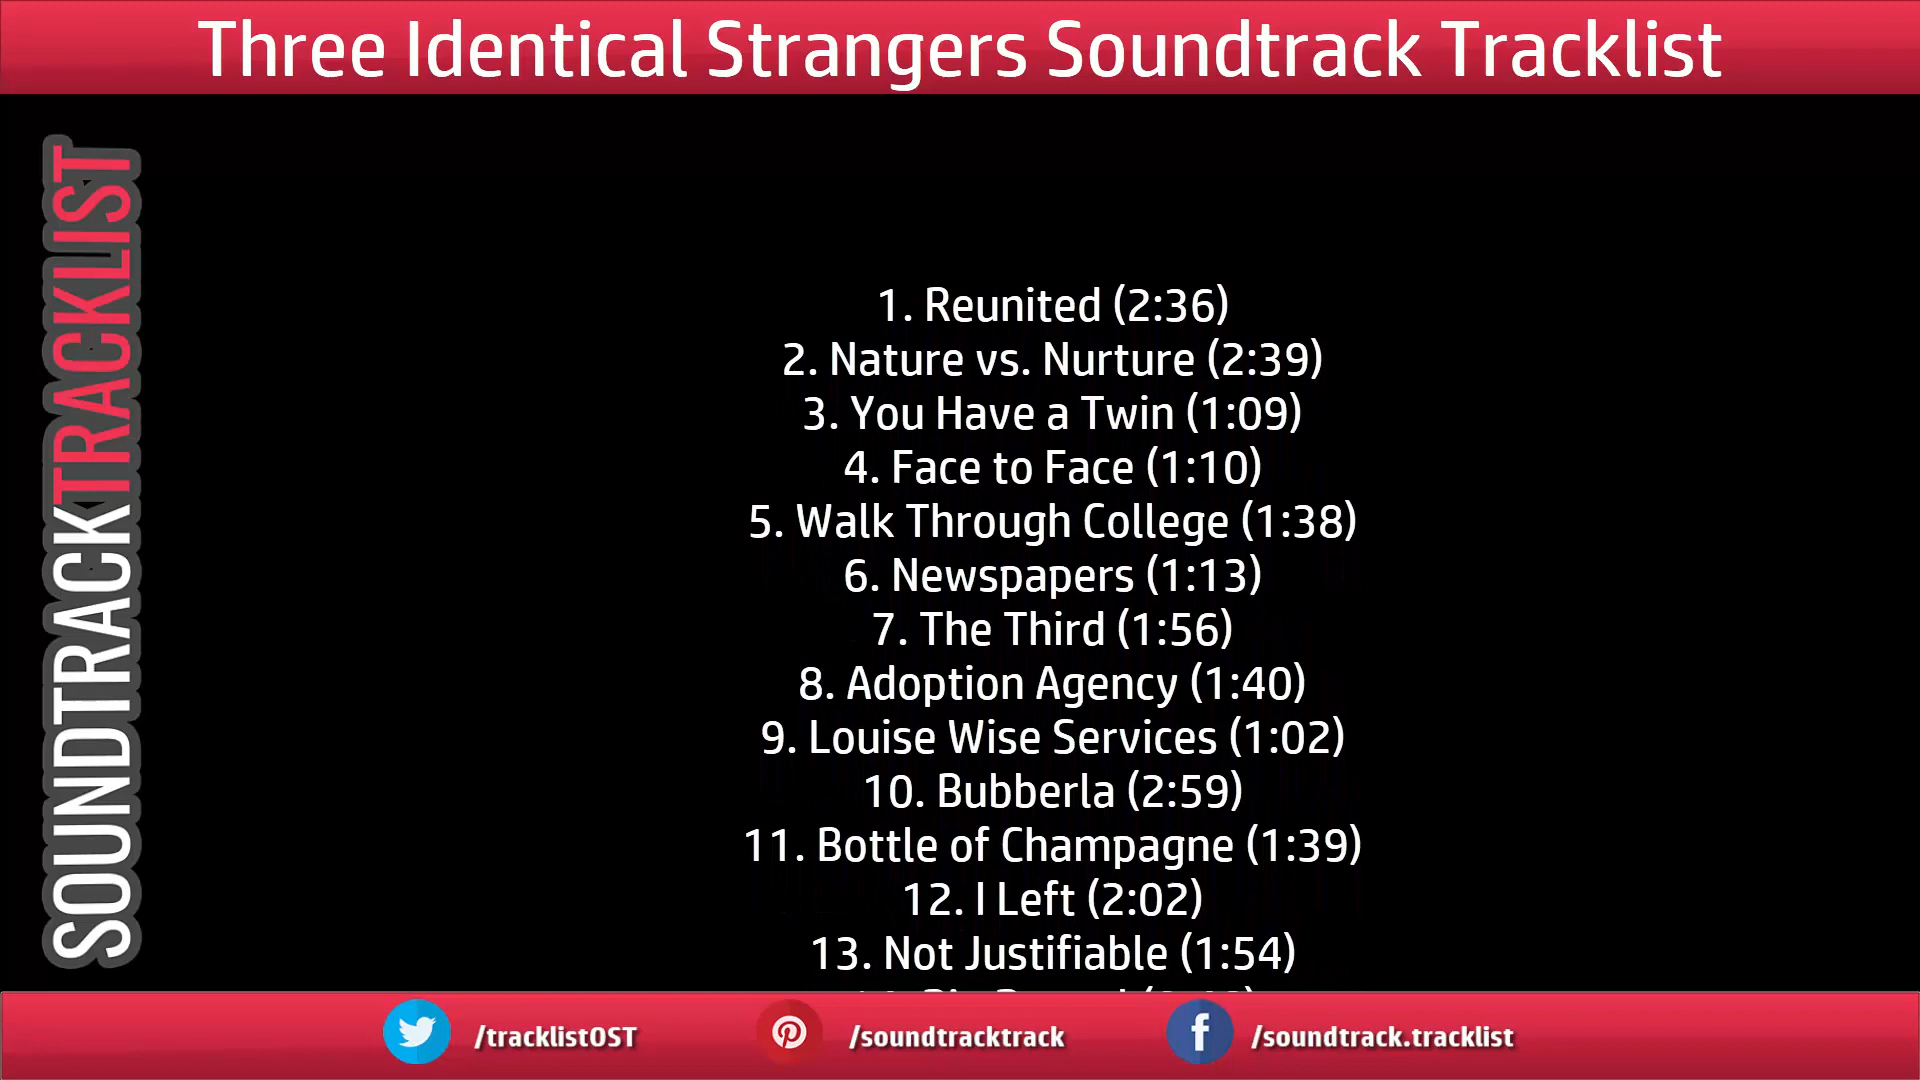 Three Identical Strangers Soundtrack Tracklist
SOUNDTRACKTRACKLIST
1. Reunited (2:36)
2. Nature vs. Nurture (2:39)
3. You Have a Twin (1:09)
4. Face to Face (1:10)
5. Walk Through College (1:38)
6. Newspapers (1:13)
7. The Third (1:56)
8. Adoption Agency (1:40)
9. Louise Wise Services (1:02)
10. Bubberla (2:59)
11. Bottle of Champagne (1:39)
12. I Left (2:02)
13. Not Justifiable (1:54)
/tracklistOST
/soundtracktrack
/soundtrack.tracklist